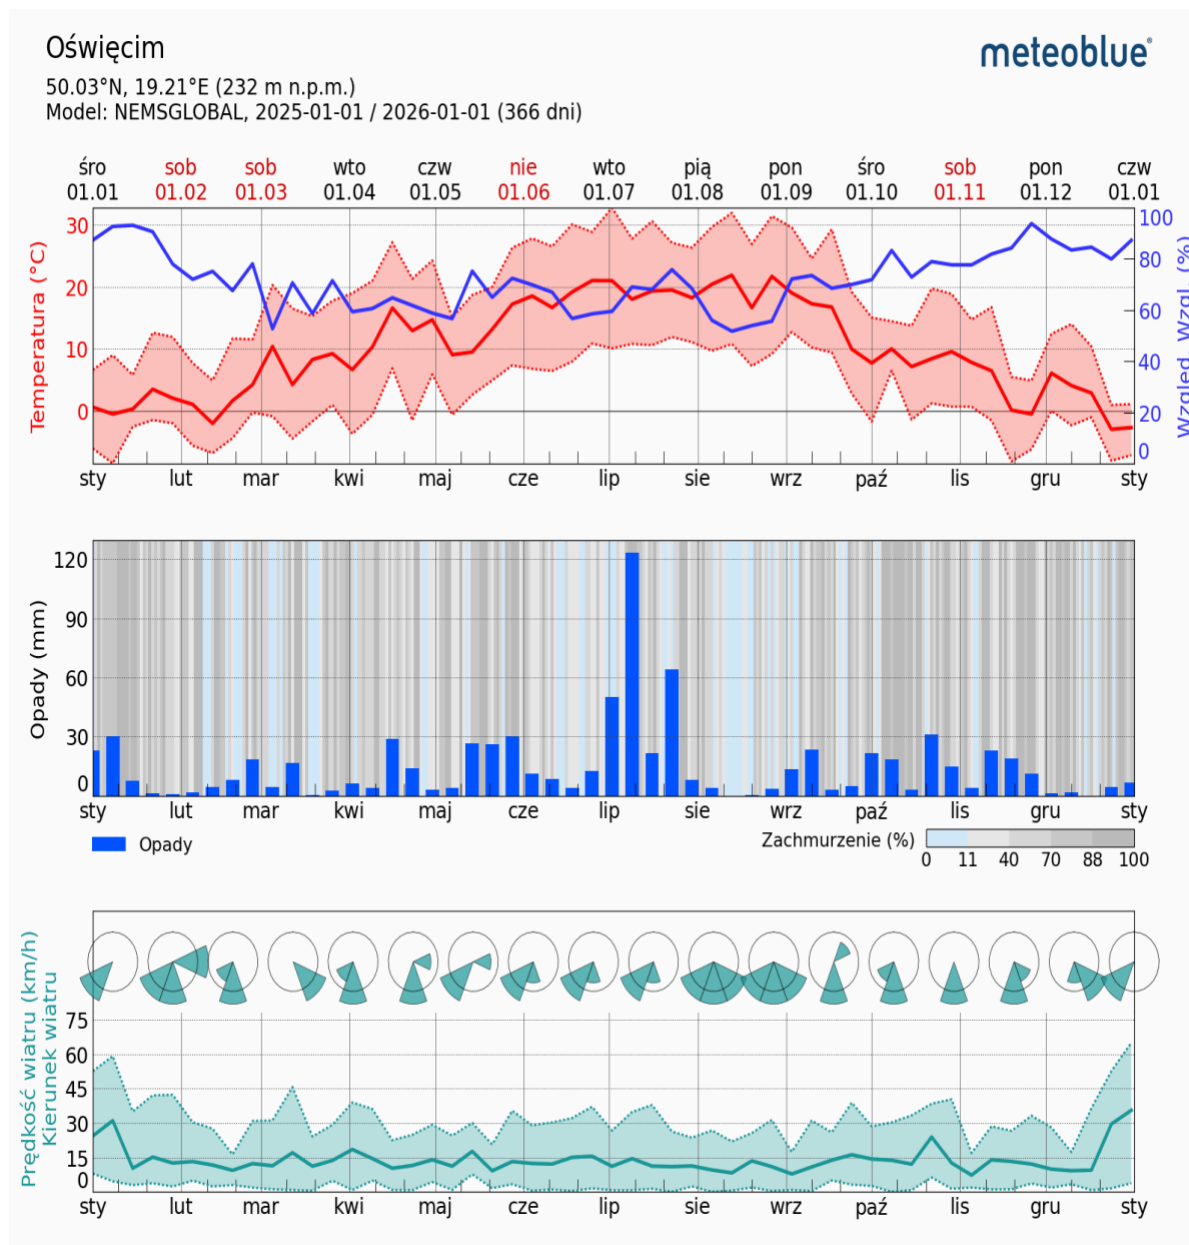 Oświęcim
meteoblue®
50.03°N, 19.21°E (232 m n.p.m.)
Model: NEMSGLOBAL, 2025-01-01 / 2026-01-01 (366 dni)
śro sob sob wto czw nie wto pią pon śro sob pon czw
01.01 01.02 01.03 01.04 01.05 01.06 01.07 01.08 01.09 01.10 01.11 01.12 01.01
Temperatura (°C)
30
20
10
0
100
80
60
40
20
0
Względ. Wzgl. (%)
sty lut mar kwi maj cze lip sie wrz paź lis gru sty
Opady (mm)
120
90
60
30
0
sty lut mar kwi maj cze lip sie wrz paź lis gru sty
Opady
Zachmurzenie (%)
0 11 40 70 88 100
Prędkość wiatru (km/h)
Kierunek wiatru
75
60
45
30
15
0
sty lut mar kwi maj cze lip sie wrz paź lis gru sty